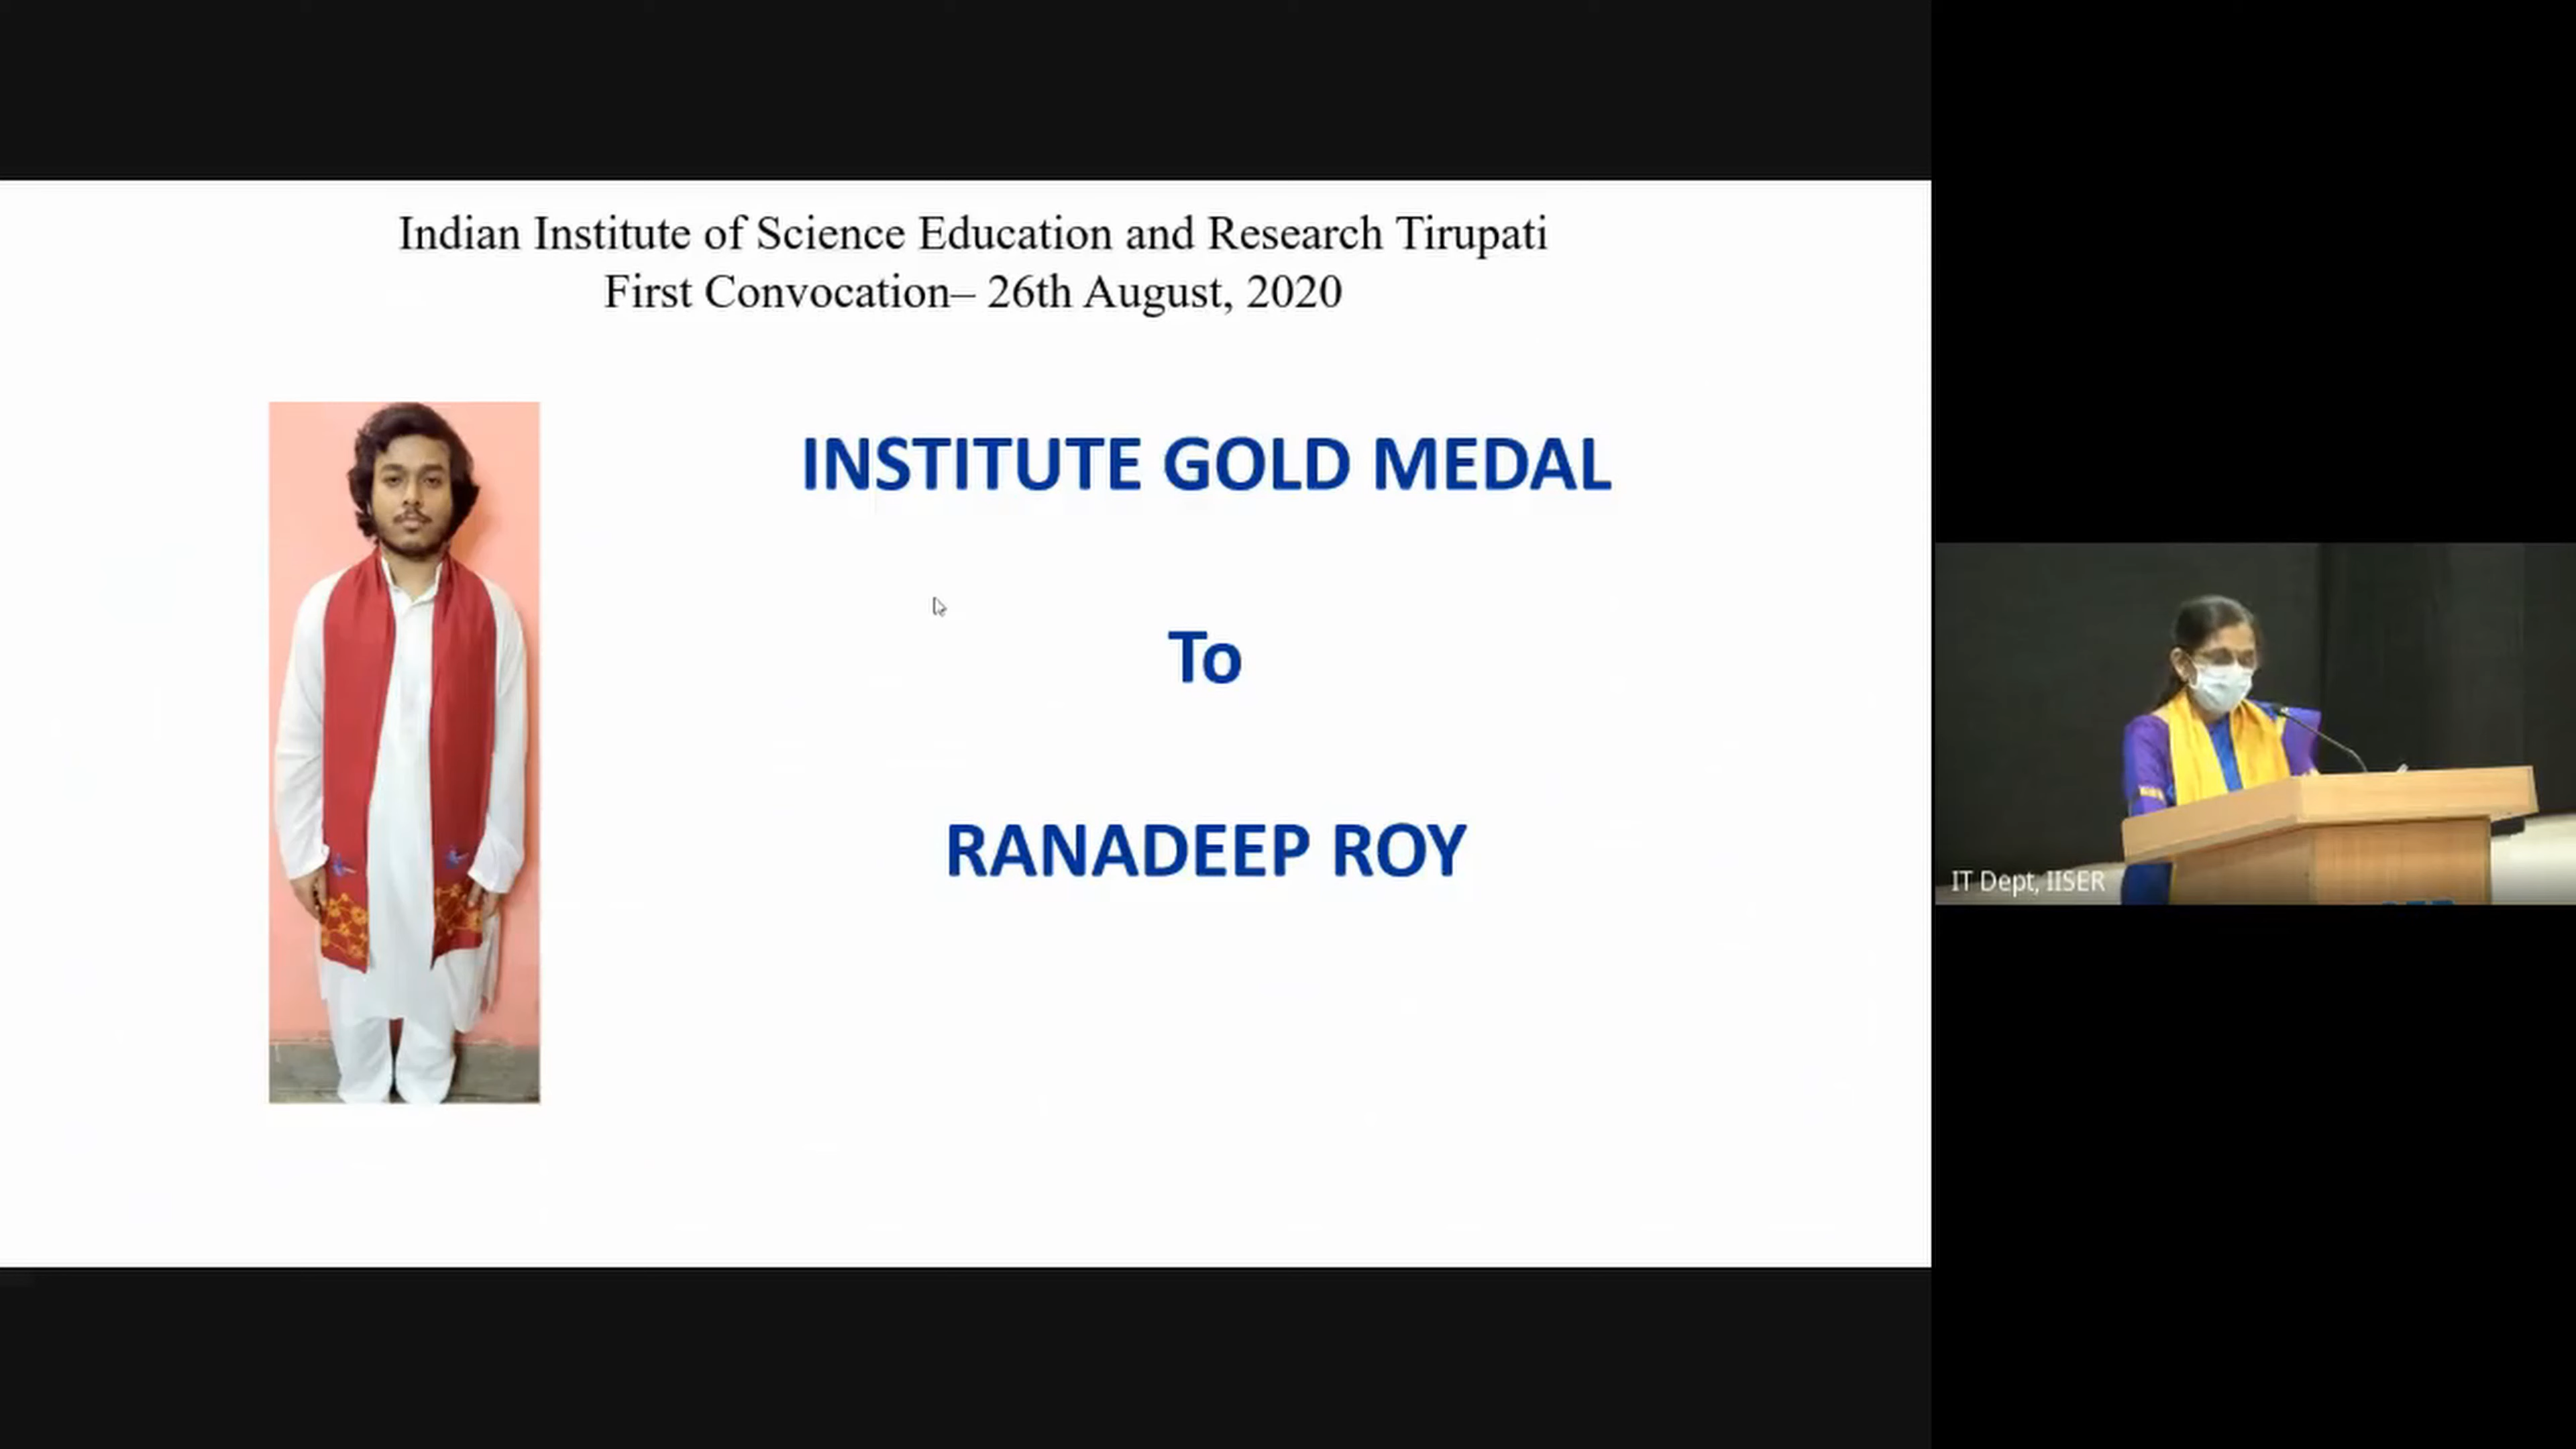 Indian Institute of Science Education and Research Tirupati
First Convocation– 26th August, 2020
INSTITUTE GOLD MEDAL
To
RANADEEP ROY
IT Dept, IISER